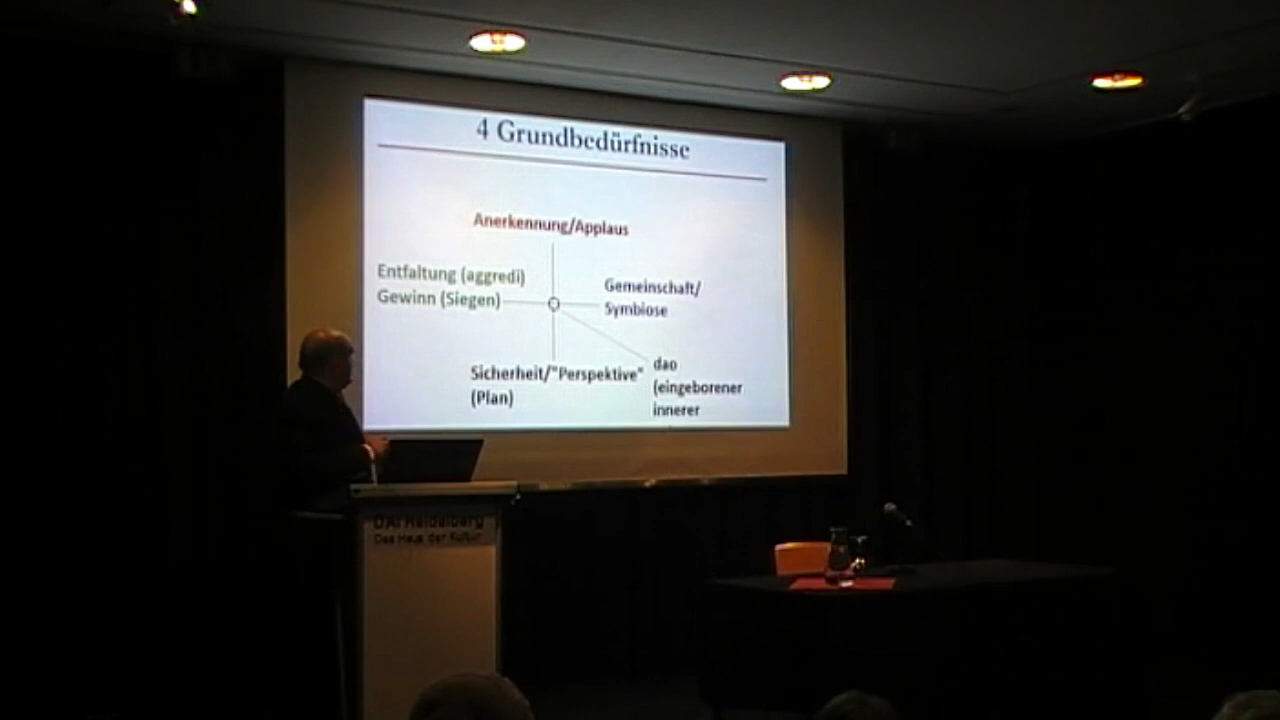 4 Grundbedürfnisse
Anerkennung/Applaus
Entfaltung (aggredi)
Gewinn (Siegen)
Gemeinschaft/
Symbiose
Sicherheit/"Perspektive"
(Plan)
dao
(eingeborener
innerer
DAI Heidelberg
Das Haus der Kultur